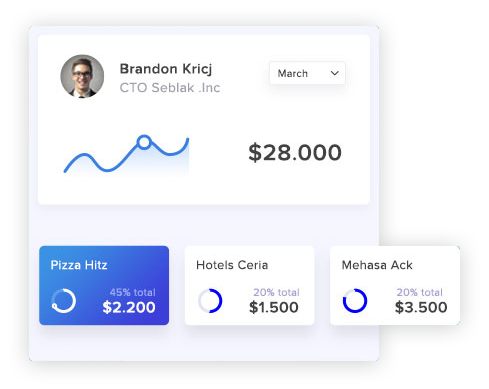 Brandon Kricj
CTO Seblak .Inc
March
$28.000
Pizza Hitz
45% total
$2.200
Hotels Ceria
20% total
$1.500
Mehasa Ack
20% total
$3.500